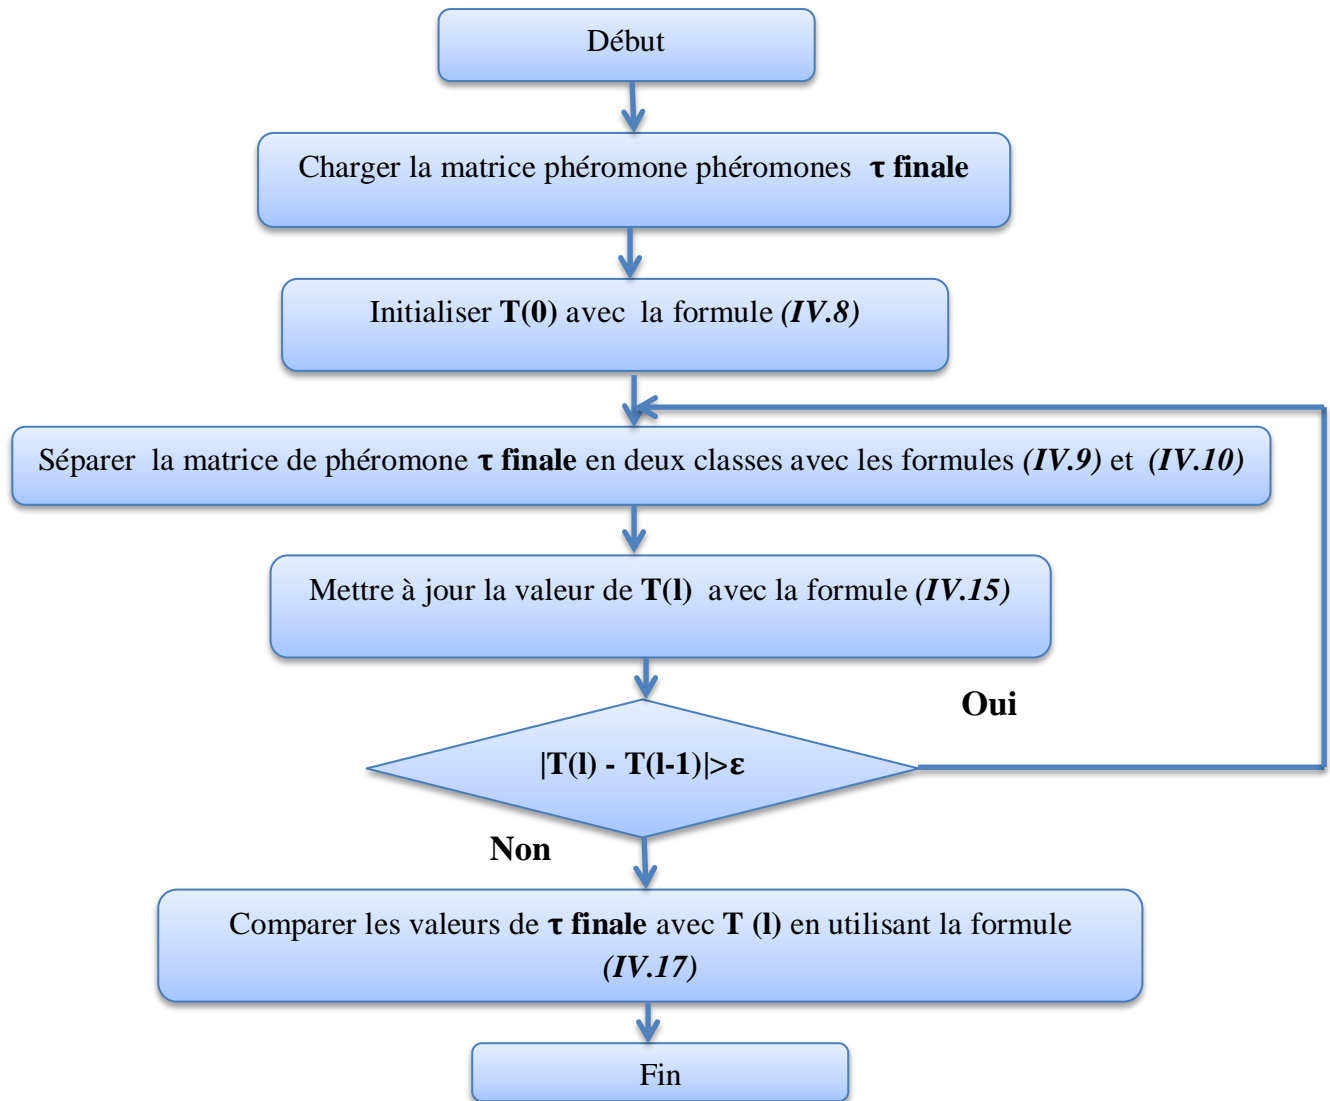 Début
Charger la matrice phéromone phéromones τ finale
Initialiser T(0) avec la formule (IV.8)
Séparer la matrice de phéromone τ finale en deux classes avec les formules (IV.9) et (IV.10)
Mettre à jour la valeur de T(l) avec la formule (IV.15)
Oui
|T(l) - T(l-1)|>ε
Non
Comparer les valeurs de τ finale avec T (l) en utilisant la formule
(IV.17)
Fin